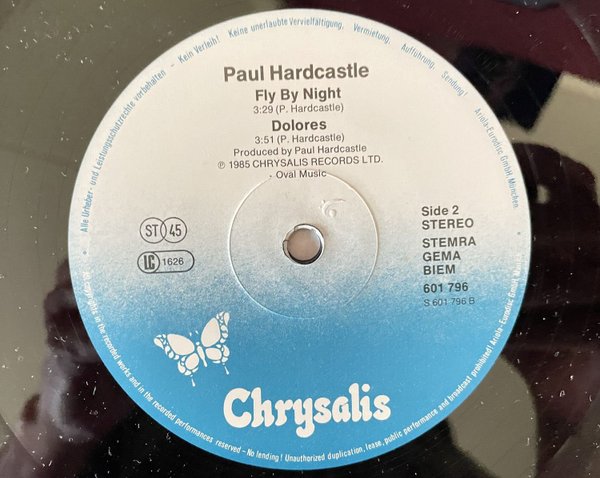 Alle Urheber- und Leistungsschutzrechte vorbehalten - Kein Verleih! - Keine unerlaubte Vervielfältigung, Vermietung, Aufführung, Sendung!
Ariola-Eurodisc GmbH München.
Paul Hardcastle
Fly By Night
3:29 (P. Hardcastle)
Dolores
3:51 (P. Hardcastle)
Produced by Paul Hardcastle
℗ 1985 CHRYSALIS RECORDS LTD.
- Oval Music
ST 45
LC 1626
Side 2
STEREO
STEMRA
GEMA
BIEM
601 796
S 601 796 B
Chrysalis
in the recorded works and in the recorded performances reserved - No lending! Unauthorized duplication, lease, public performance and broadcast prohibited! Ariola-Eurodisc GmbH